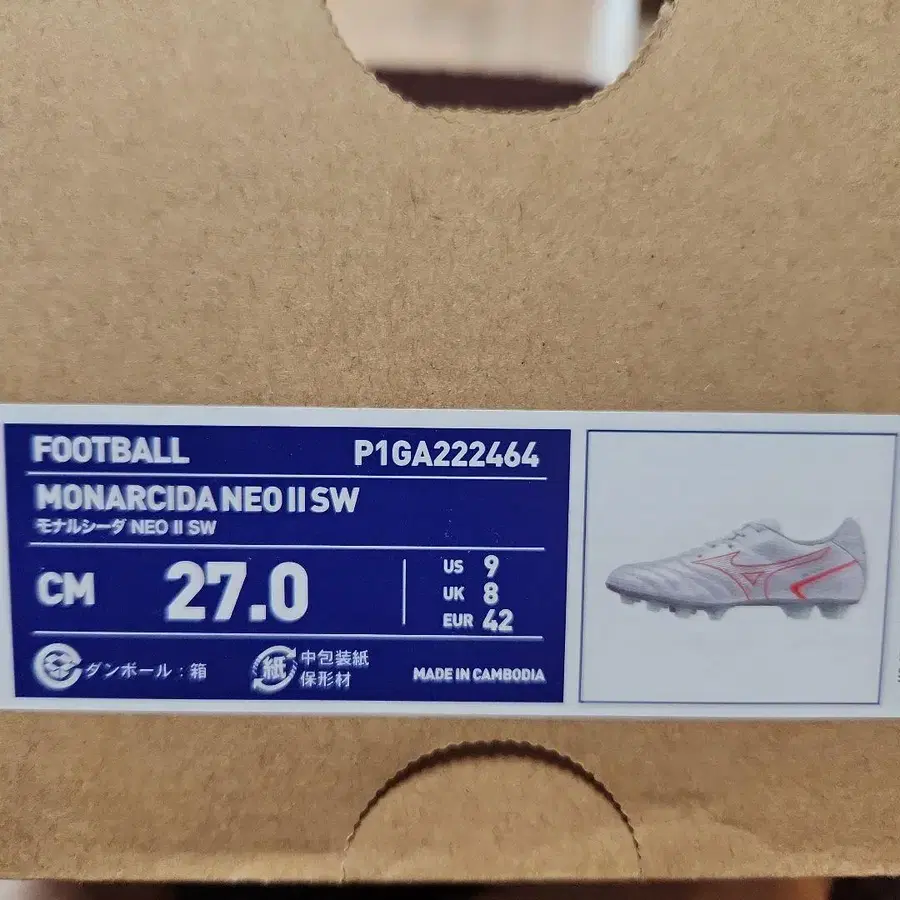 FOOTBALL P1GA222464
MONARCIDA NEO II SW
モナルシーダ NEO II SW
CM 27.0
US 9
UK 8
EUR 42
ダンボール:箱
紙
中包装紙
保形材
MADE IN CAMBODIA